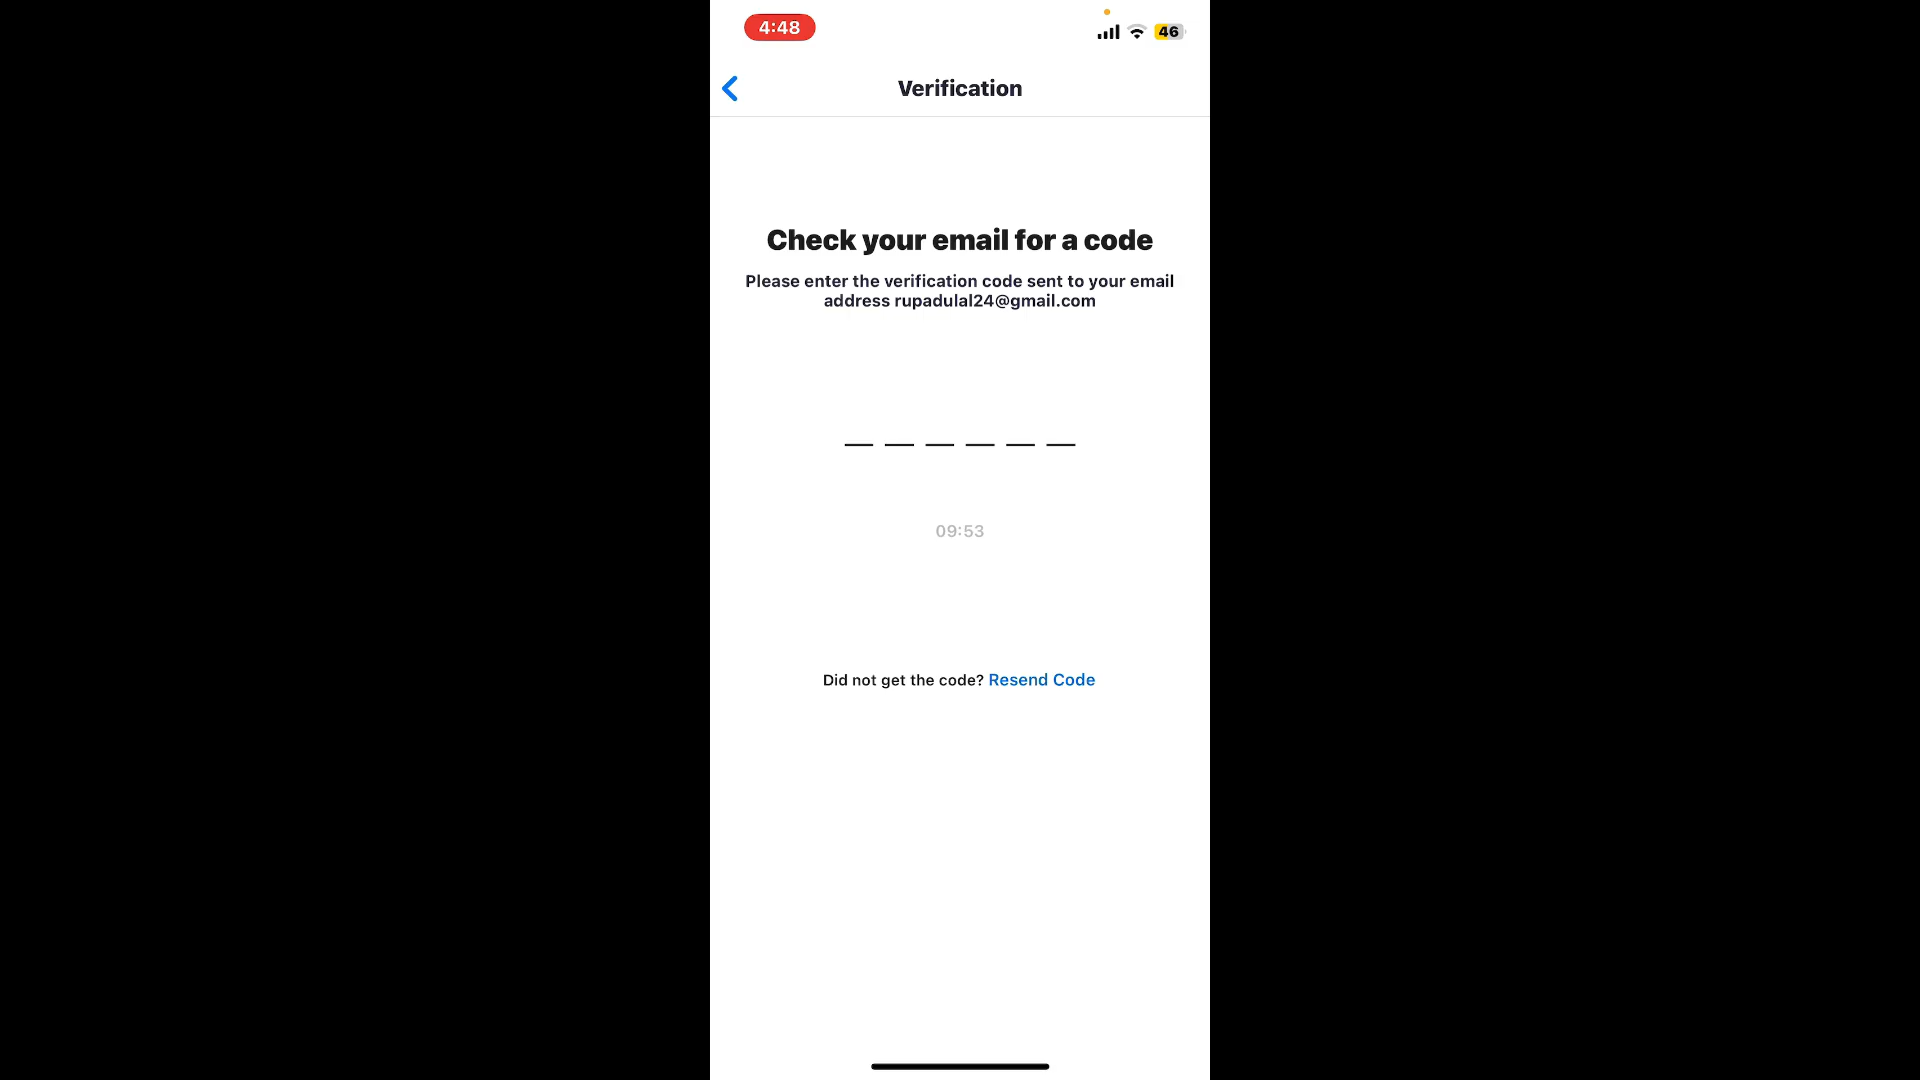 4:48
46
Verification
Check your email for a code
Please enter the verification code sent to your email
address rupadulal24@gmail.com
09:53
Did not get the code? Resend Code